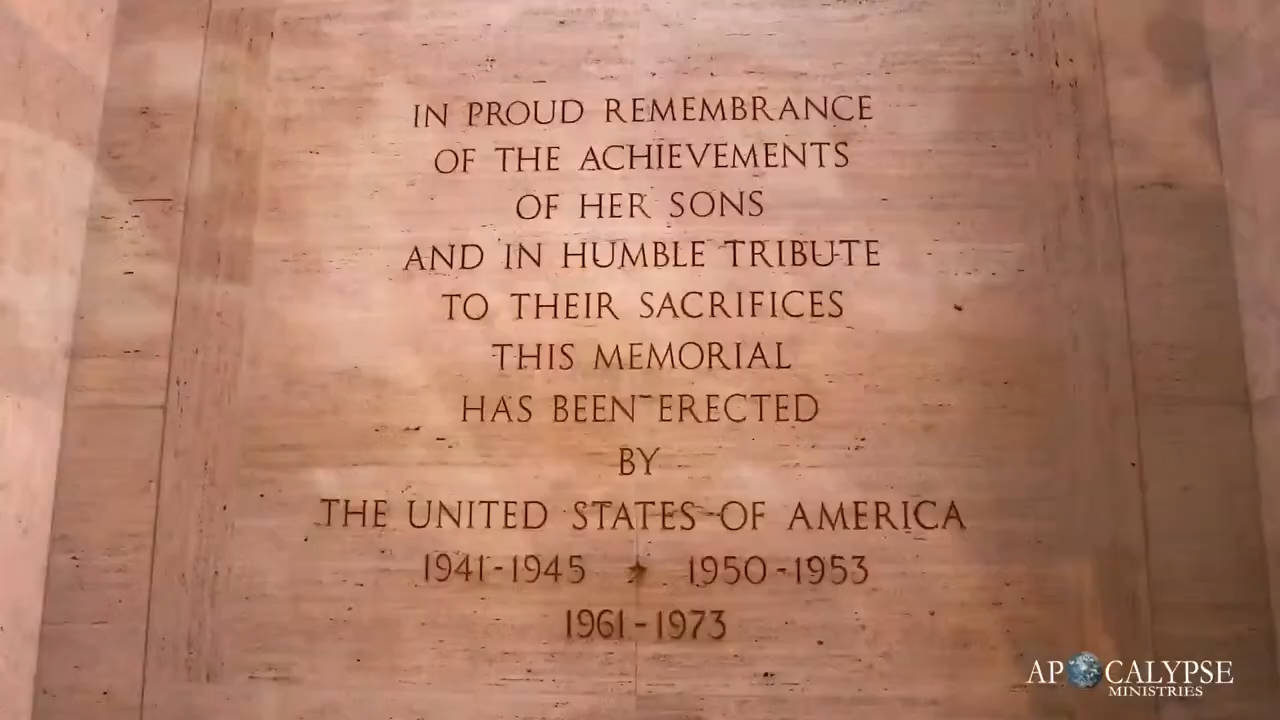 IN PROUD REMEMBRANCE
OF THE ACHIEVEMENTS
OF HER SONS
AND IN HUMBLE TRIBUTE
TO THEIR SACRIFICES
THIS MEMORIAL
HAS BEEN ERECTED
BY
THE UNITED STATES OF AMERICA
1941-1945 ★ 1950-1953
1961-1973
APOCALYPSE
MINISTRIES